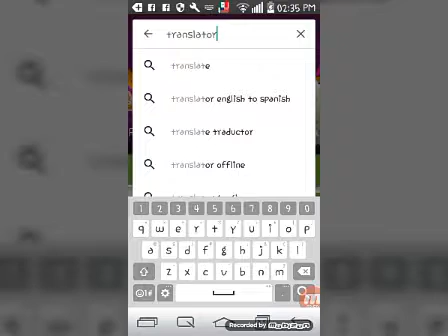 02:35 PM
translator
translate
translator english to spanish
translate traductor
translator offline
1 2 3 4 5 6 7 8 9 0
q w e r t y u i o p
a s d f g h j k l
z x c v b n m
☺1#
Recorded by